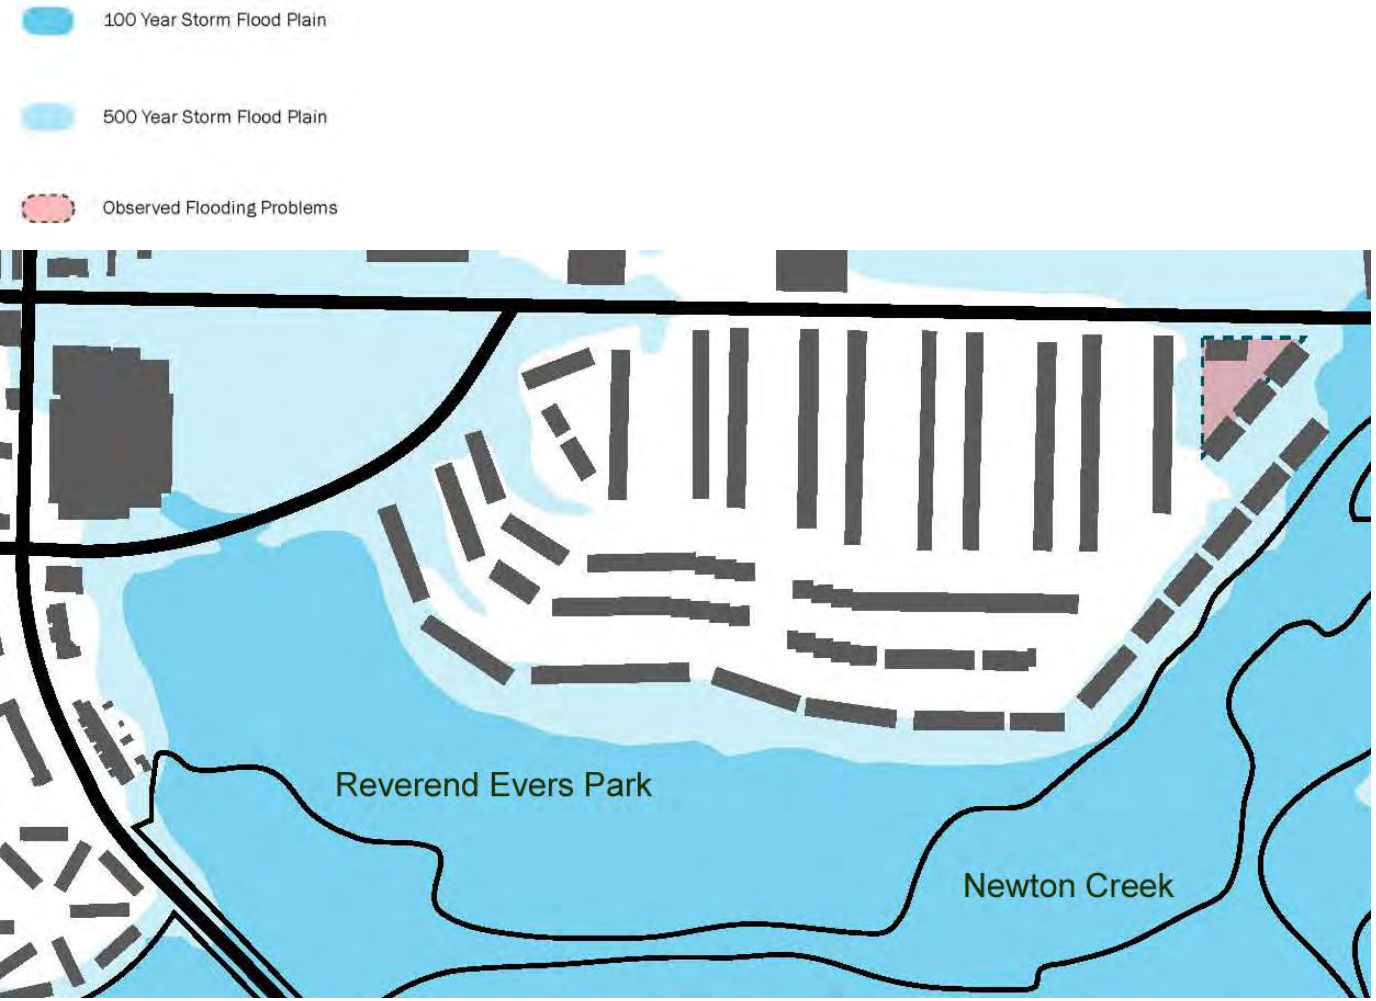 100 Year Storm Flood Plain
500 Year Storm Flood Plain
Observed Flooding Problems
Reverend Evers Park
Newton Creek